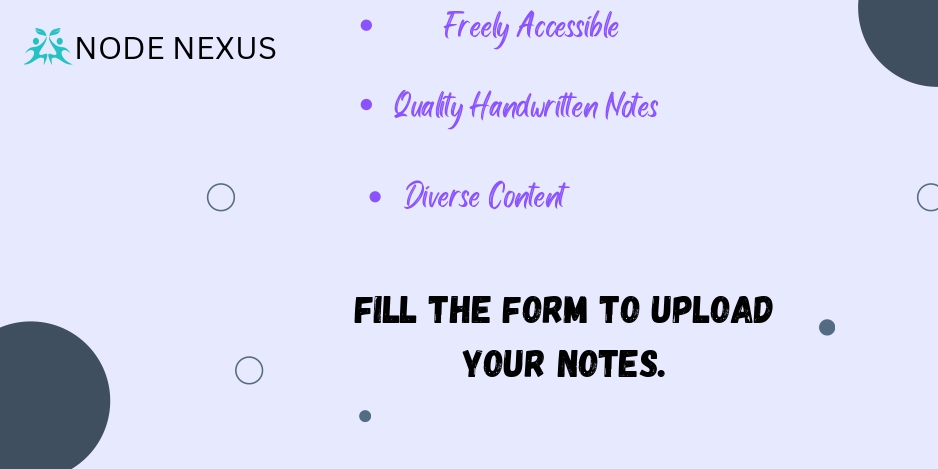 NODE NEXUS
Freely Accessible
Quality Handwritten Notes
Diverse Content
FILL THE FORM TO UPLOAD
YOUR NOTES.